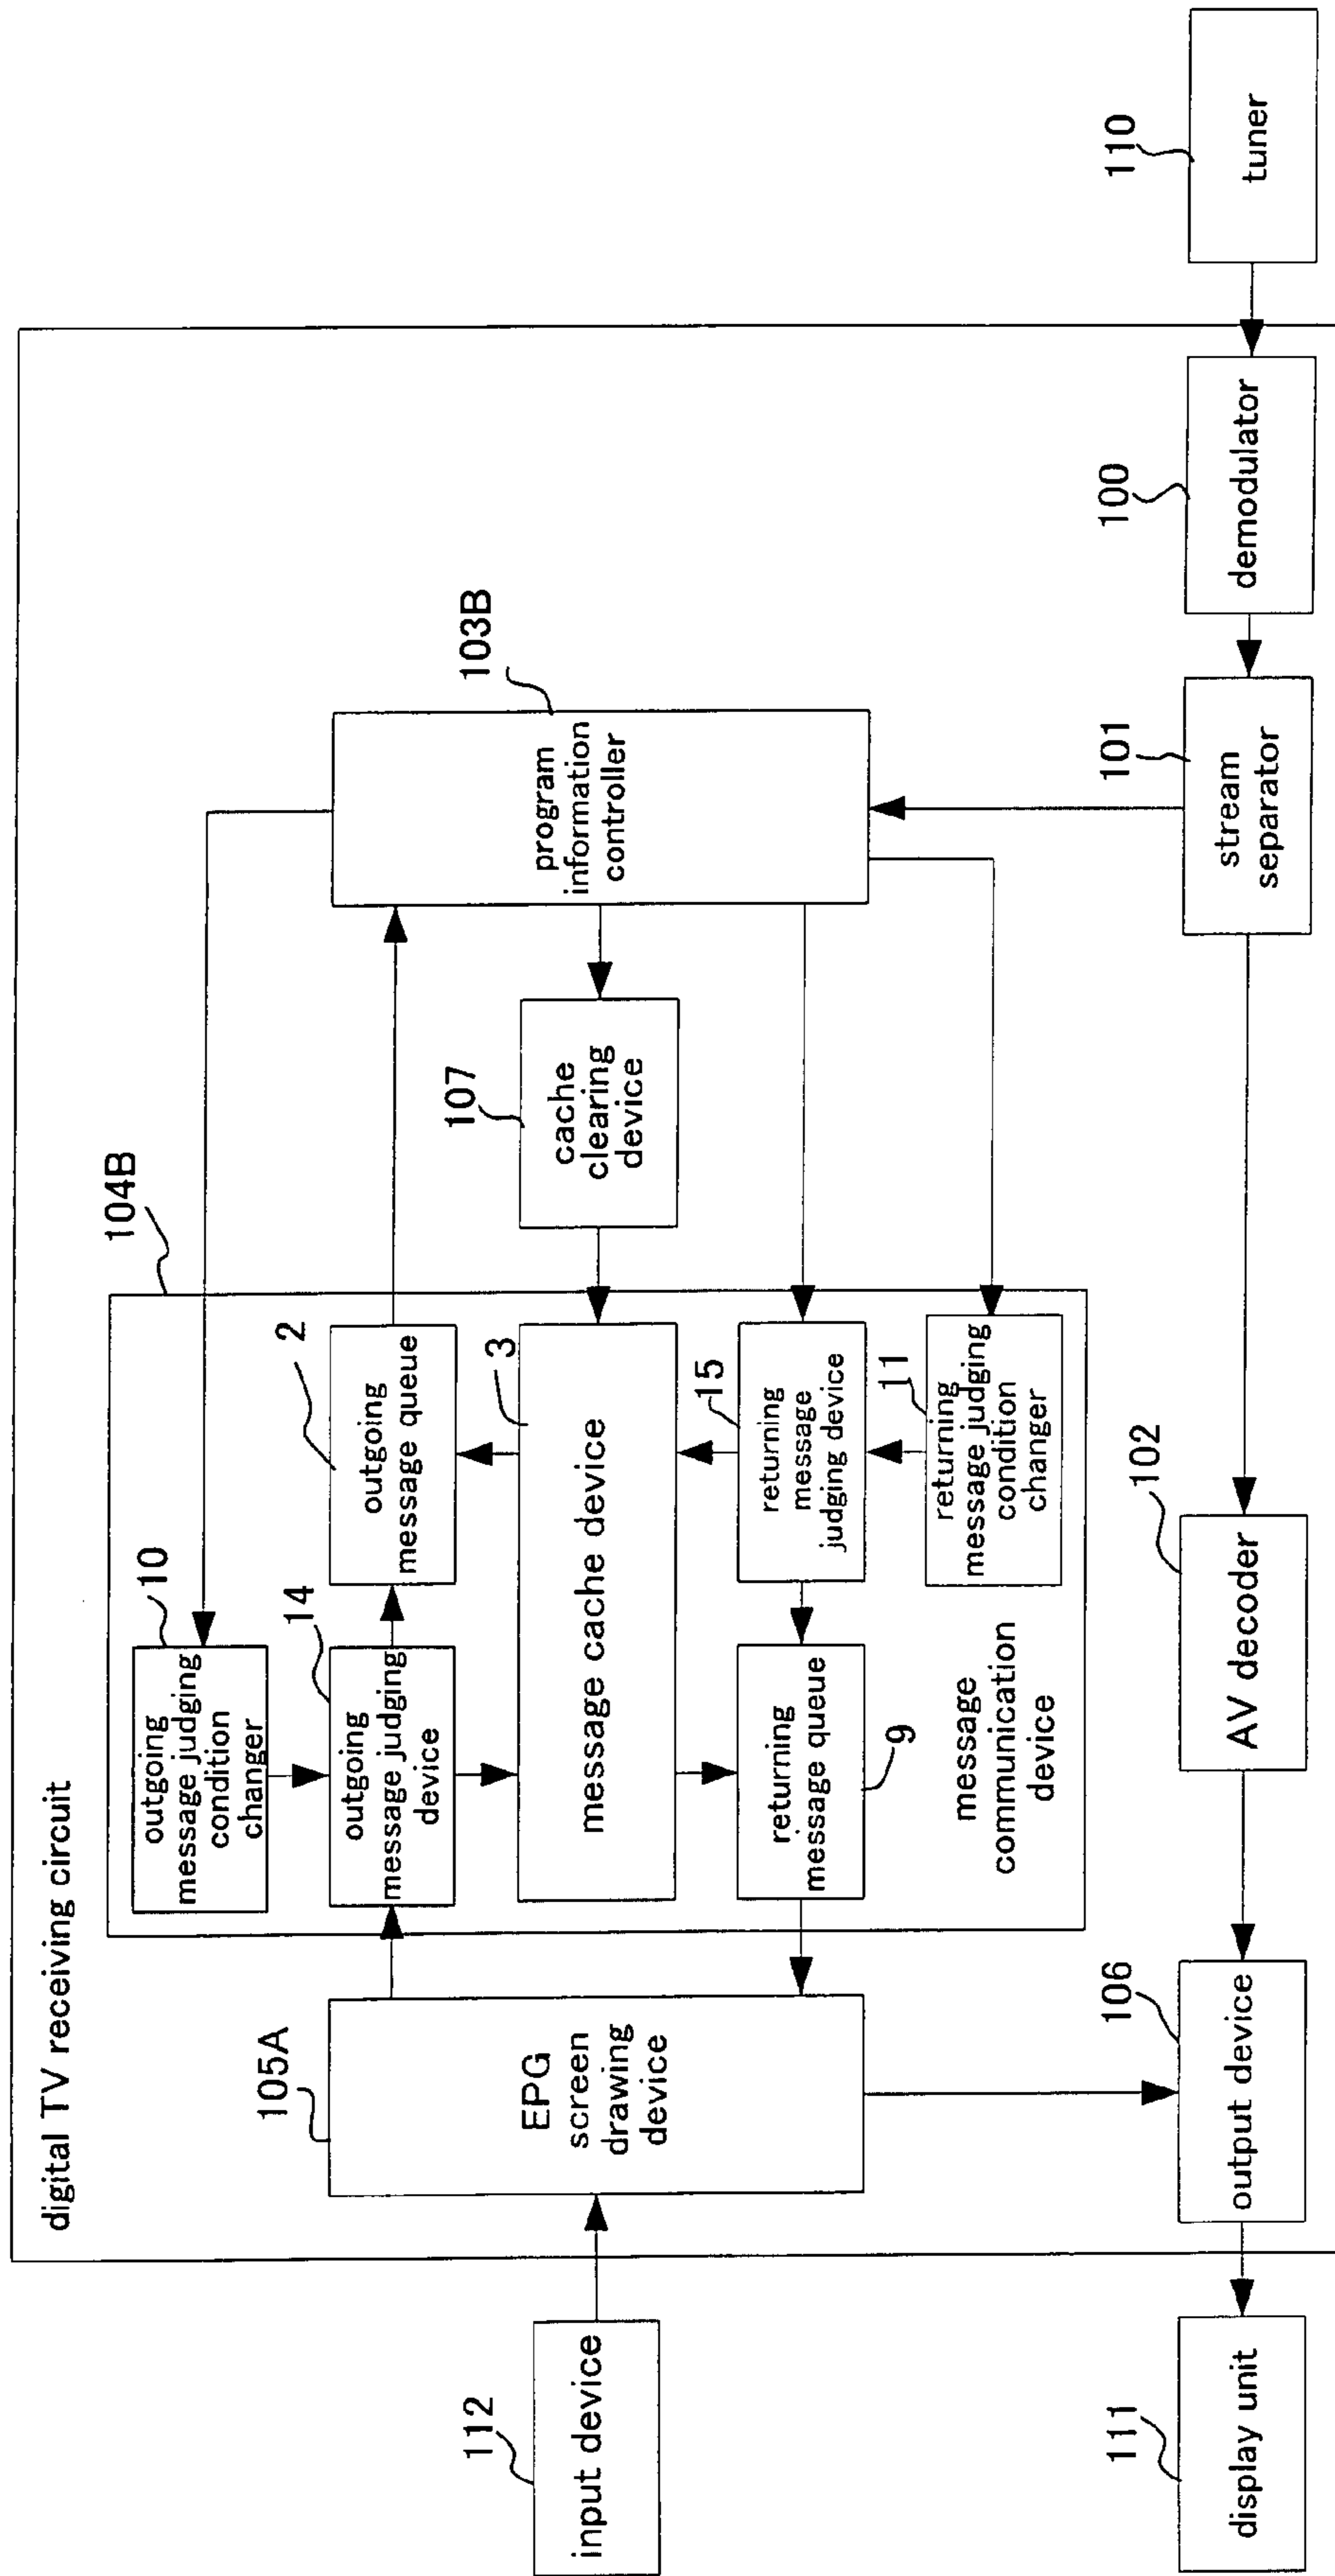 digital TV receiving circuit
104B
10
outgoing
message judging
condition
changer
14
outgoing
message judging
device
2
outgoing
message queue
3
message cache device
15
returning
message
judging device
11
returning
message judging
condition
changer
9
returning
message queue
message
communication
device
107
cache
clearing
device
103B
program
information
controller
105A
EPG
screen
drawing
device
112
input device
111
display unit
106
output device
102
AV decoder
101
stream
separator
100
demodulator
110
tuner